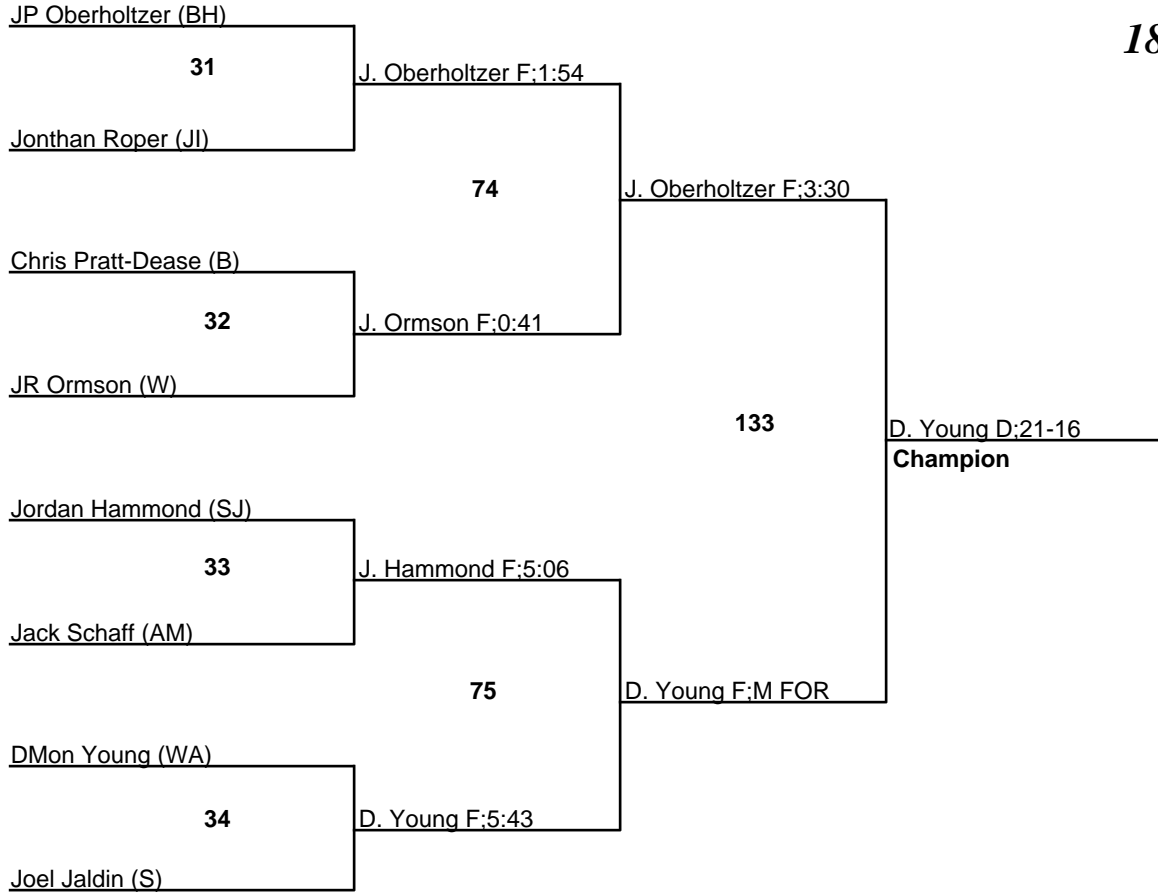 JP Oberholtzer (BH)
18
31
J. Oberholtzer F;1:54
Jonthan Roper (JI)
74
J. Oberholtzer F;3:30
Chris Pratt-Dease (B)
32
J. Ormson F;0:41
JR Ormson (W)
133
D. Young D;21-16
Champion
Jordan Hammond (SJ)
33
J. Hammond F;5:06
Jack Schaff (AM)
75
D. Young F;M FOR
DMon Young (WA)
34
D. Young F;5:43
Joel Jaldin (S)